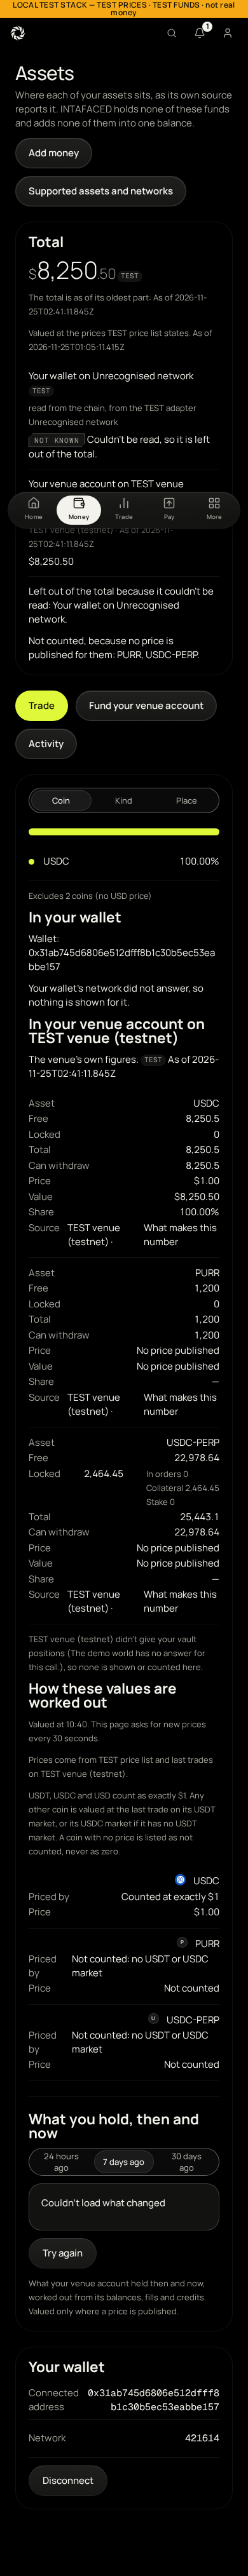 LOCAL TEST STACK — TEST PRICES · TEST FUNDS · not real
money
1
Assets
Where each of your assets sits, as its own source
reports it. INTAFACED holds none of these for you
and adds none of them into one balance.
Add money
Supported assets and networks
Total
$8,250.50 TEST
The total is as of its oldest part: As of 2026-11-
25T02:41:11.845Z
Valued at the prices TEST price list states. As of
2026-11-25T01:05:11.415Z
Your wallet on Unrecognised network
TEST
read from the chain, from the TEST adapter
Unrecognised network
NOT KNOWN Couldn't be read, so it is left
out of the total.
Your venue account on TEST venue
Home
Money
Trade
Pay
More
TEST venue (testnet) · As of 2026-11-
25T02:41:11.845Z
$8,250.50
Left out of the total because it couldn't be
read: Your wallet on Unrecognised
network.
Not counted, because no price is
published for them: PURR, USDC-PERP.
Trade
Fund your venue account
Activity
Coin
Kind
Place
USDC 100.00%
Excludes 2 coins (no USD price)
In your wallet
Wallet:
0x31ab745d6806e512dfff8b1c30b5ec53ea
bbe157
Your wallet's network did not answer, so
nothing is shown for it.
In your venue account on
TEST venue (testnet)
The venue's own figures. TEST As of 2026-
11-25T02:41:11.845Z
Asset USDC
Free 8,250.5
Locked 0
Total 8,250.5
Can withdraw 8,250.5
Price $1.00
Value $8,250.50
Share 100.00%
Source TEST venue What makes this
(testnet) · number
Asset PURR
Free 1,200
Locked 0
Total 1,200
Can withdraw 1,200
Price No price published
Value No price published
Share —
Source TEST venue What makes this
(testnet) · number
Asset USDC-PERP
Free 22,978.64
Locked 2,464.45 In orders 0
Collateral 2,464.45
Stake 0
Total 25,443.1
Can withdraw 22,978.64
Price No price published
Value No price published
Share —
Source TEST venue What makes this
(testnet) · number
TEST venue (testnet) didn't give your vault
positions (The demo world has no answer for
this call.), so none is shown or counted here.
How these values are
worked out
Valued at 10:40. This page asks for new prices
every 30 seconds.
Prices come from TEST price list and last trades
on TEST venue (testnet).
USDT, USDC and USD count as exactly $1. Any
other coin is valued at the last trade on its USDT
market, or its USDC market if it has no USDT
market. A coin with no price is listed as not
counted, never as zero.
USDC
Priced by Counted at exactly $1
Price $1.00
P PURR
Priced Not counted: no USDT or USDC
by market
Price Not counted
U USDC-PERP
Priced Not counted: no USDT or USDC
by market
Price Not counted
What you hold, then and
now
24 hours
ago
7 days ago
30 days
ago
Couldn't load what changed
Try again
What your venue account held then and now,
worked out from its balances, fills and credits.
Valued only where a price is published.
Your wallet
Connected 0x31ab745d6806e512dfff8
address b1c30b5ec53eabbe157
Network 421614
Disconnect